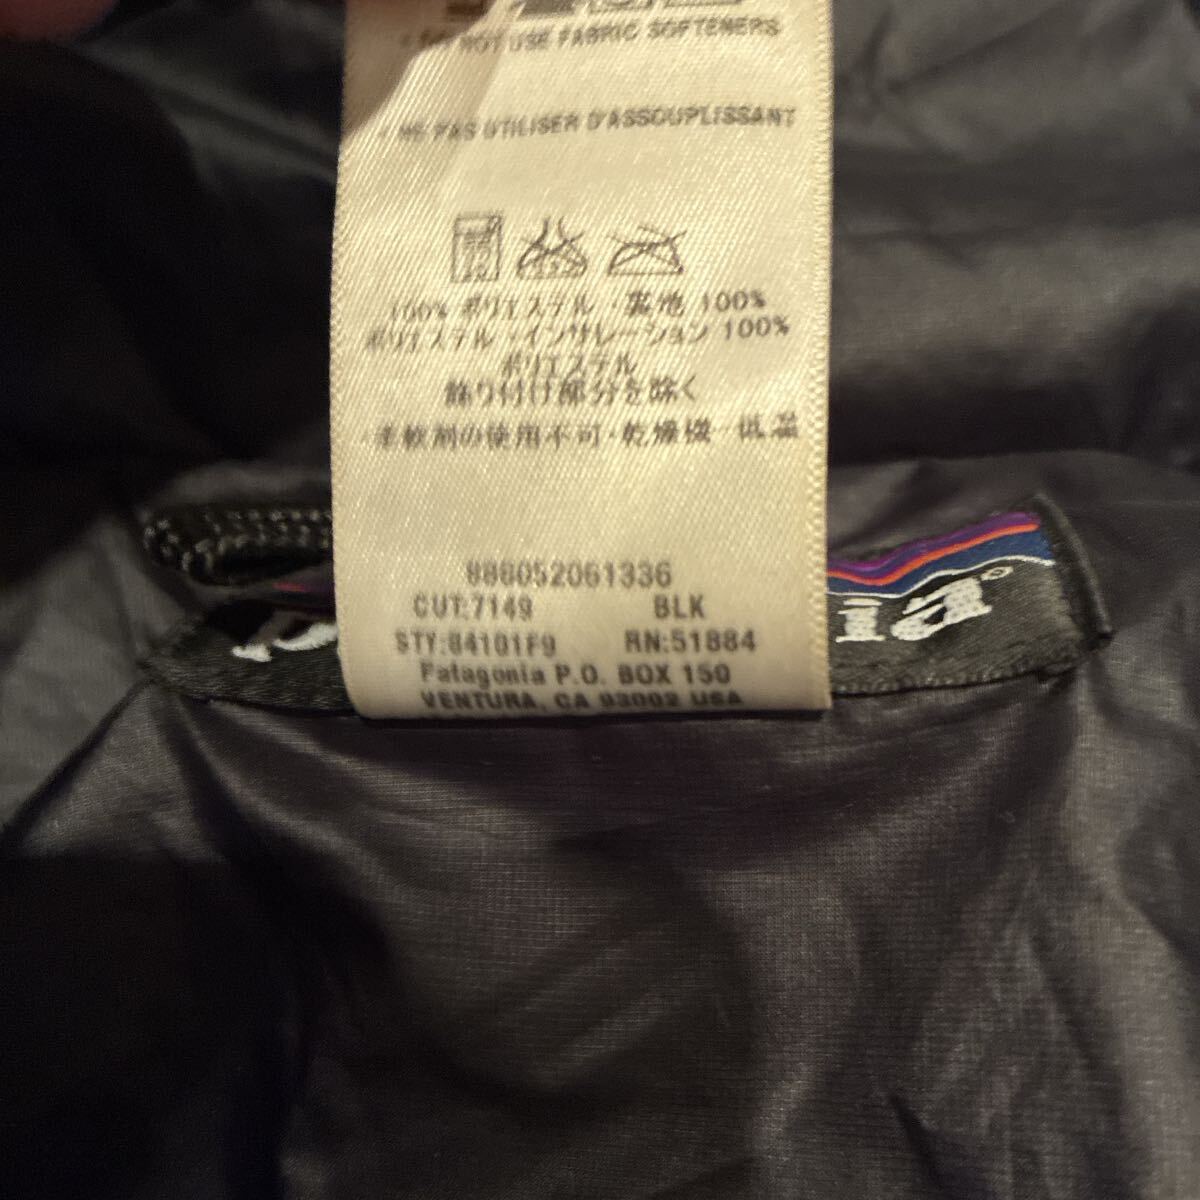 NOT USE FABRIC SOFTENERS
NE PAS UTILISER D'ASSOUPLISSANT
100% ポリエステル・裏地 100%
ポリエステル・インサレーション 100%
ポリエステル
飾り付け部分を除く
・柔軟剤の使用不可・乾燥機-低温
888052061336
CUT:7149 BLK
STY:84101F9 RN:51884
Patagonia P.O. BOX 150
VENTURA, CA 93002 USA
ia